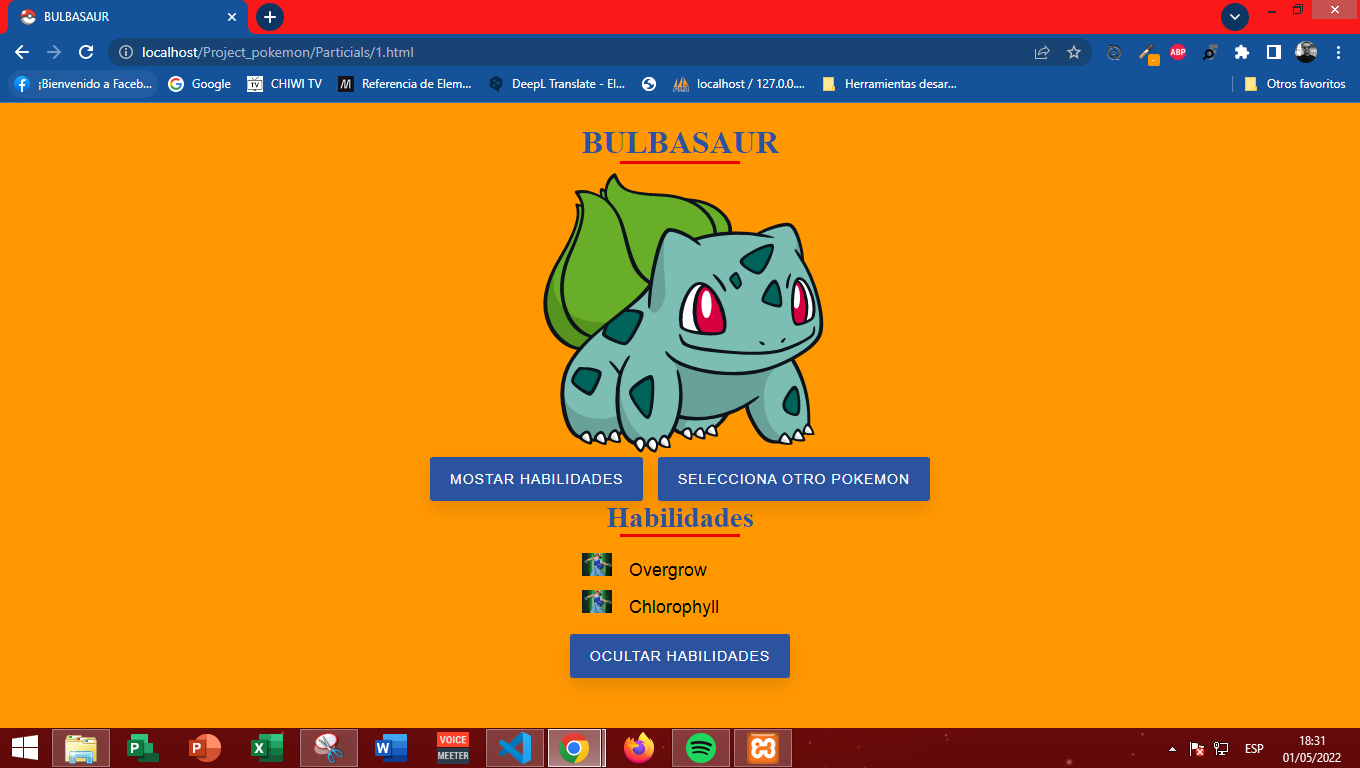 BULBASAUR
localhost/Project_pokemon/Particials/1.html
ABP
¡Bienvenido a Faceb... Google TV CHIWI TV M Referencia de Elem... DeepL Translate - El... localhost / 127.0.0.... Herramientas desar... Otros favoritos
BULBASAUR
MOSTAR HABILIDADES SELECCIONA OTRO POKEMON
Habilidades
Overgrow
Chlorophyll
OCULTAR HABILIDADES
P P X W VOICE MEETER ESP 18:31
01/05/2022